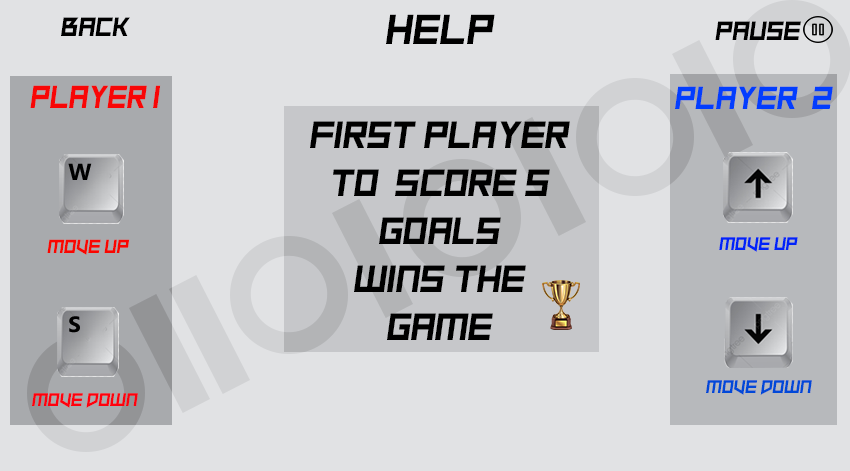 BACK
HELP
PAUSE
PLAYER 1
W
MOVE UP
S
MOVE DOWN
FIRST PLAYER
TO SCORE 5
GOALS
WINS THE
GAME
PLAYER 2
↑
MOVE UP
↓
MOVE DOWN
0110101010